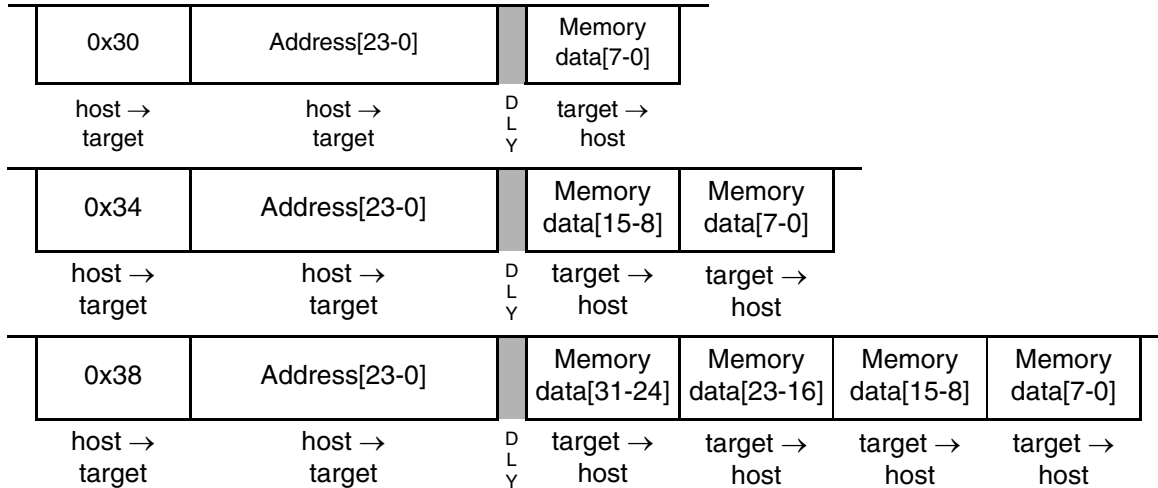 0x30 Address[23-0] Memory
data[7-0]
host → host → D target →
target target L host
Y
0x34 Address[23-0] Memory Memory
data[15-8] data[7-0]
host → host → D target → target →
target target L host host
Y
0x38 Address[23-0] Memory Memory Memory Memory
data[31-24] data[23-16] data[15-8] data[7-0]
host → host → D target → target → target → target →
target target L host host host host
Y